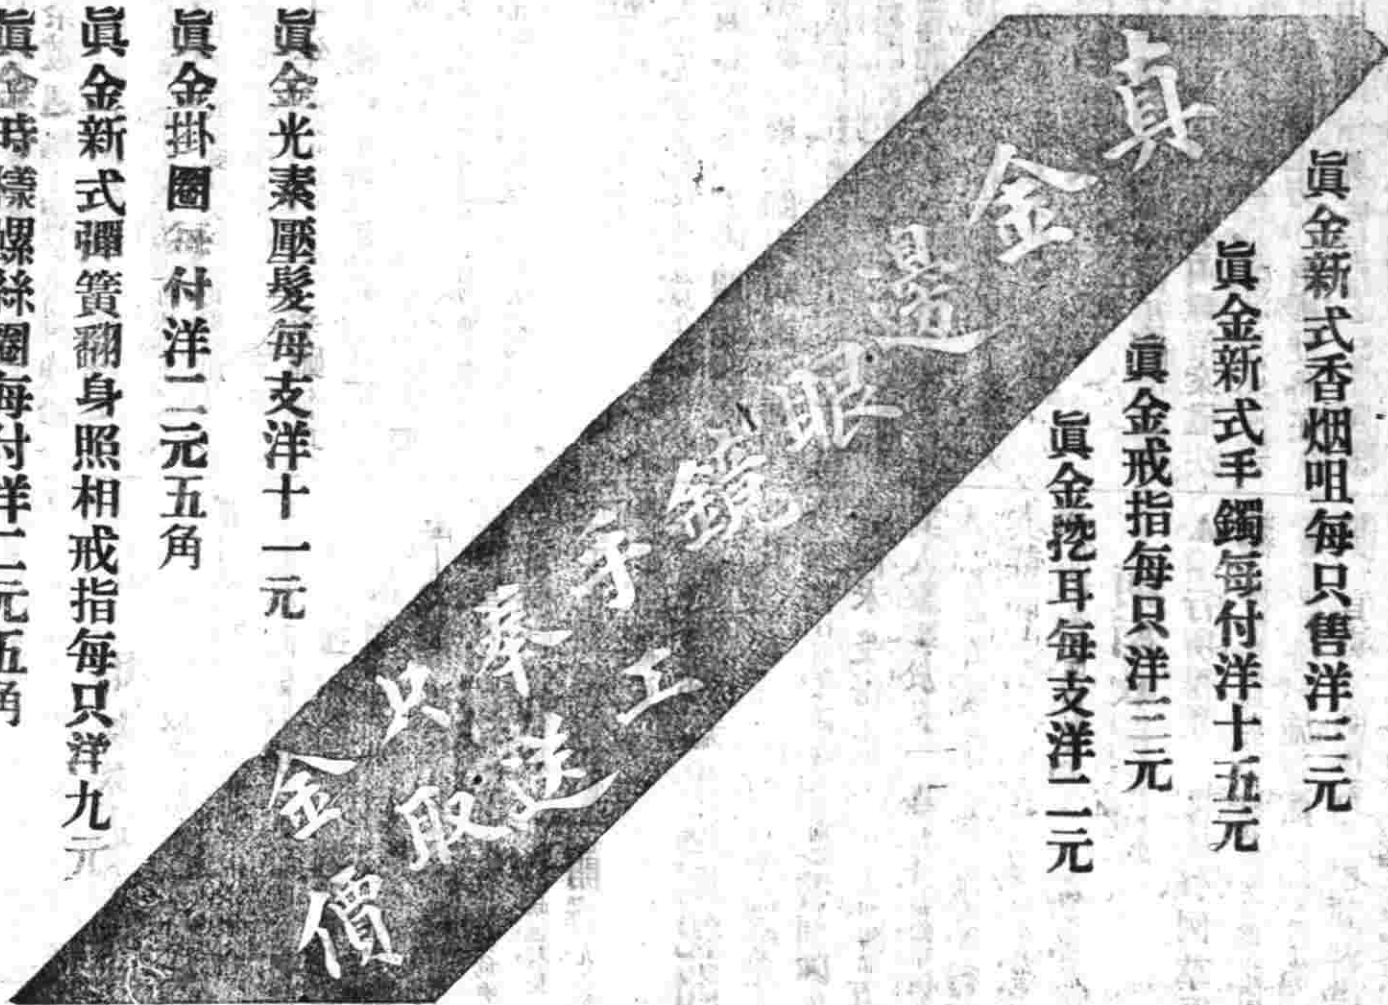 眞金新式香烟咀每只售洋三元
眞金新式手鐲每付洋十五元
眞金戒指每只洋三元
眞金挖耳每支洋二元
真金邊眼鏡
手工
奉送
只取
金價
眞金光素壓髮每支洋十一元
眞金掛圈每付洋二元五角
眞金新式彈簧翻身照相戒指每只洋九元
眞金時樣螺絲圈每付洋二元五角